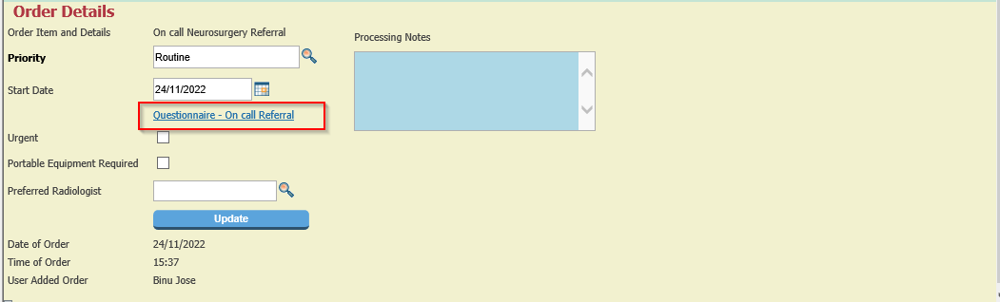 Order Details
Order Item and Details On call Neurosurgery Referral
Processing Notes
Priority Routine
Start Date 24/11/2022
Questionnaire - On call Referral
Urgent
Portable Equipment Required
Preferred Radiologist
Update
Date of Order 24/11/2022
Time of Order 15:37
User Added Order Binu Jose